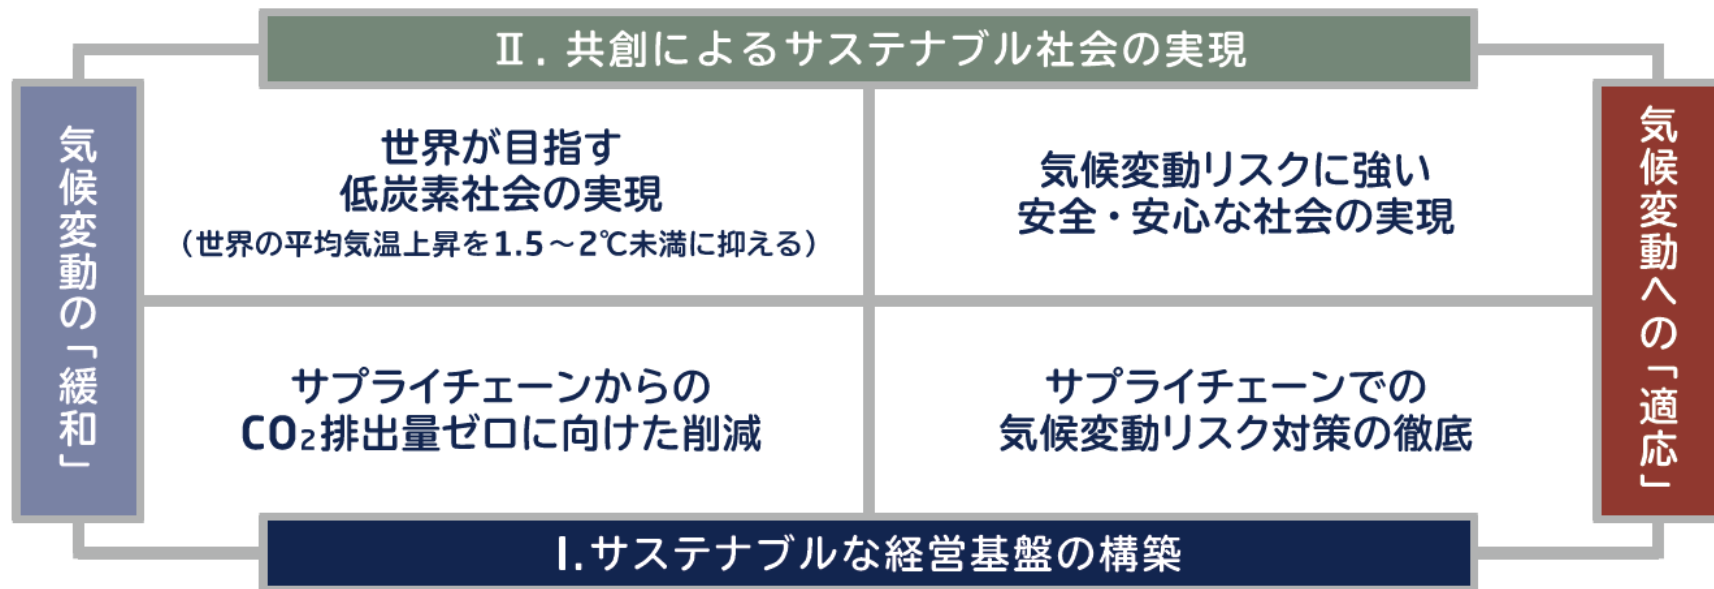 Ⅱ. 共創によるサステナブル社会の実現
気候変動の「緩和」
世界が目指す
低炭素社会の実現
（世界の平均気温上昇を1.5～2℃未満に抑える）
気候変動リスクに強い
安全・安心な社会の実現
気候変動への「適応」
サプライチェーンからの
CO₂排出量ゼロに向けた削減
サプライチェーンでの
気候変動リスク対策の徹底
Ⅰ.サステナブルな経営基盤の構築